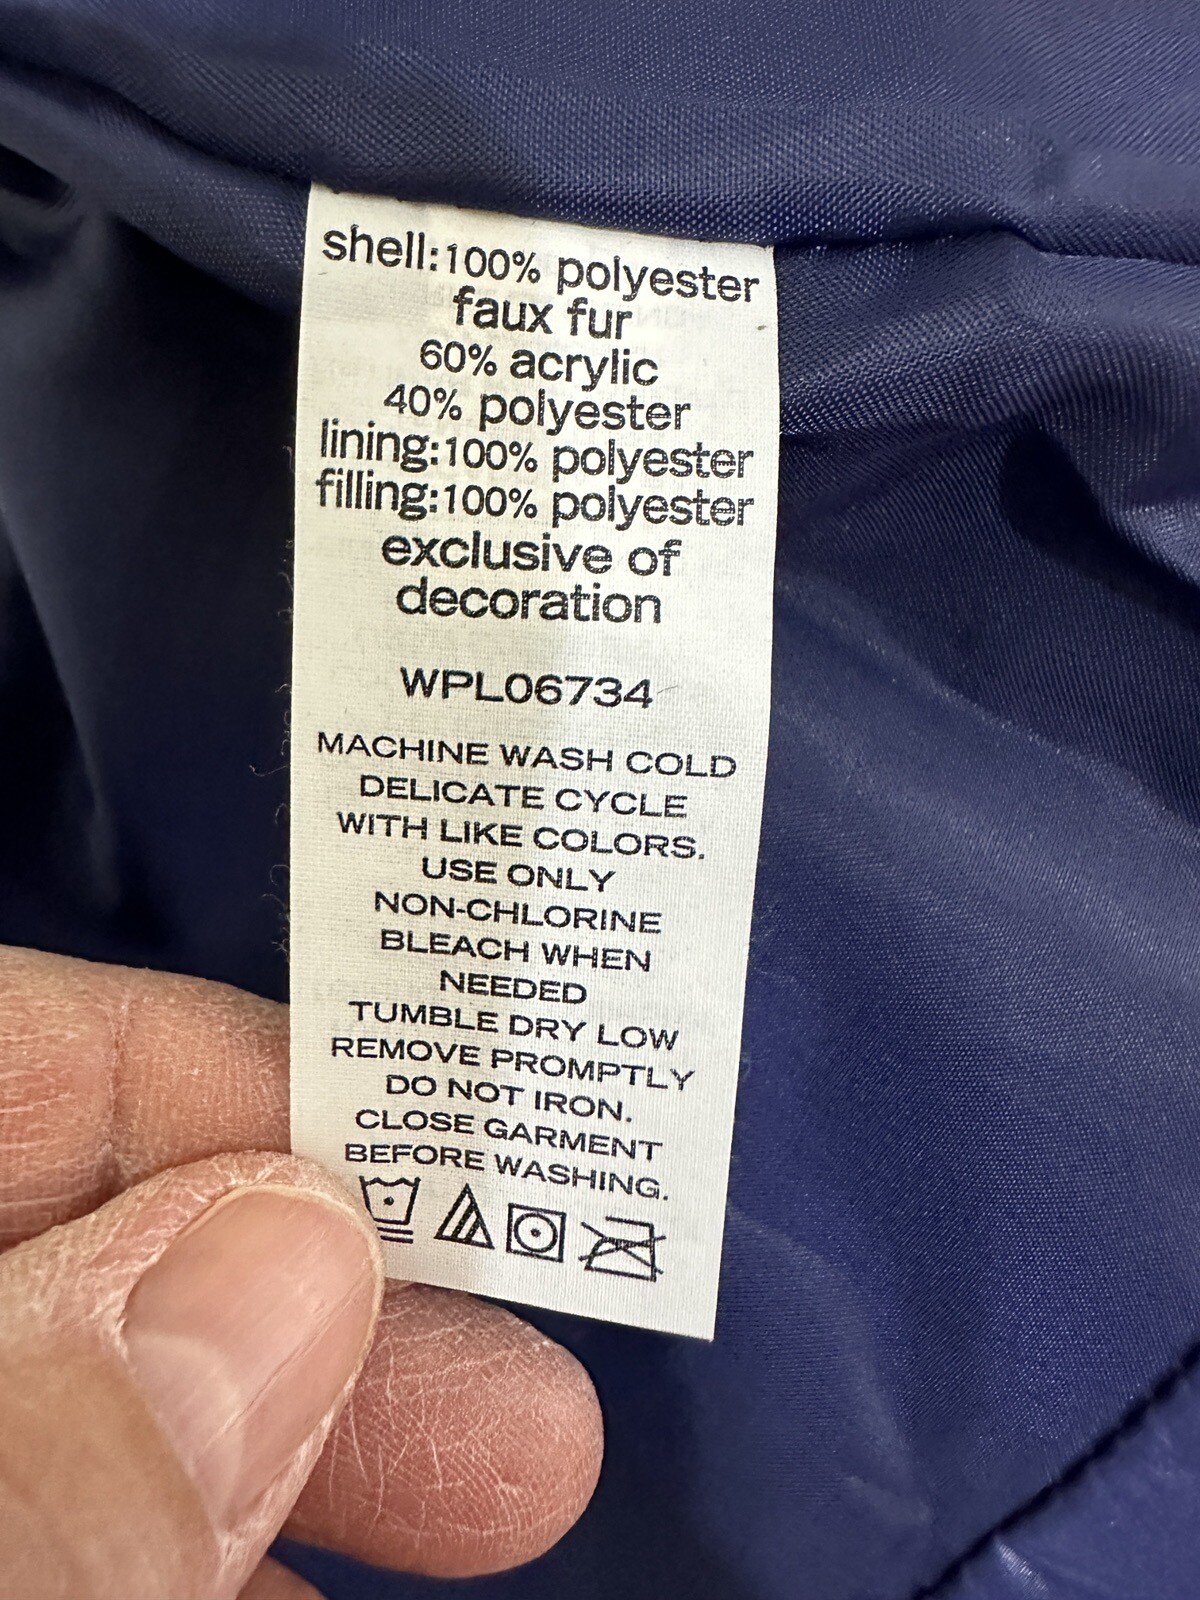 shell:100% polyester
faux fur
60% acrylic
40% polyester
lining:100% polyester
filling:100% polyester
exclusive of
decoration
WPL06734
MACHINE WASH COLD
DELICATE CYCLE
WITH LIKE COLORS.
USE ONLY
NON-CHLORINE
BLEACH WHEN
NEEDED
TUMBLE DRY LOW
REMOVE PROMPTLY
DO NOT IRON.
CLOSE GARMENT
BEFORE WASHING.